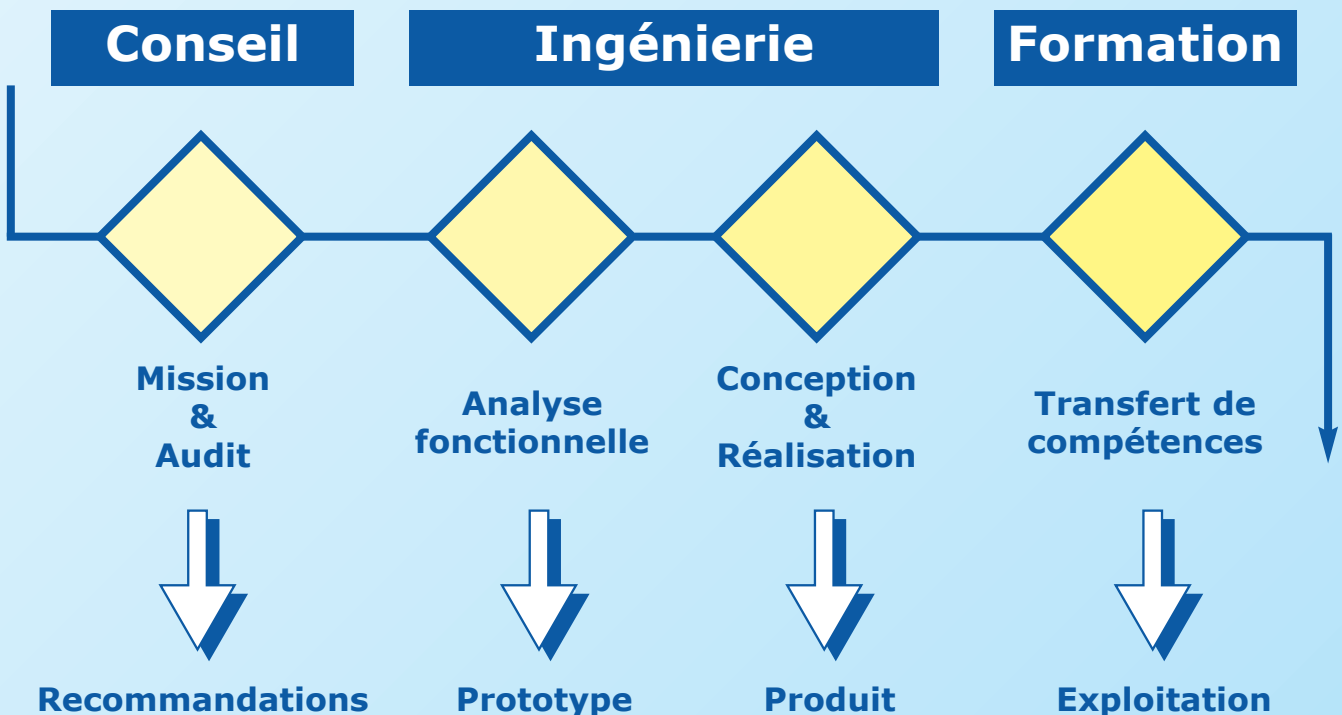 Conseil
Ingénierie
Formation
Mission
&
Audit
Analyse
fonctionnelle
Conception
&
Réalisation
Transfert de
compétences
Recommandations
Prototype
Produit
Exploitation